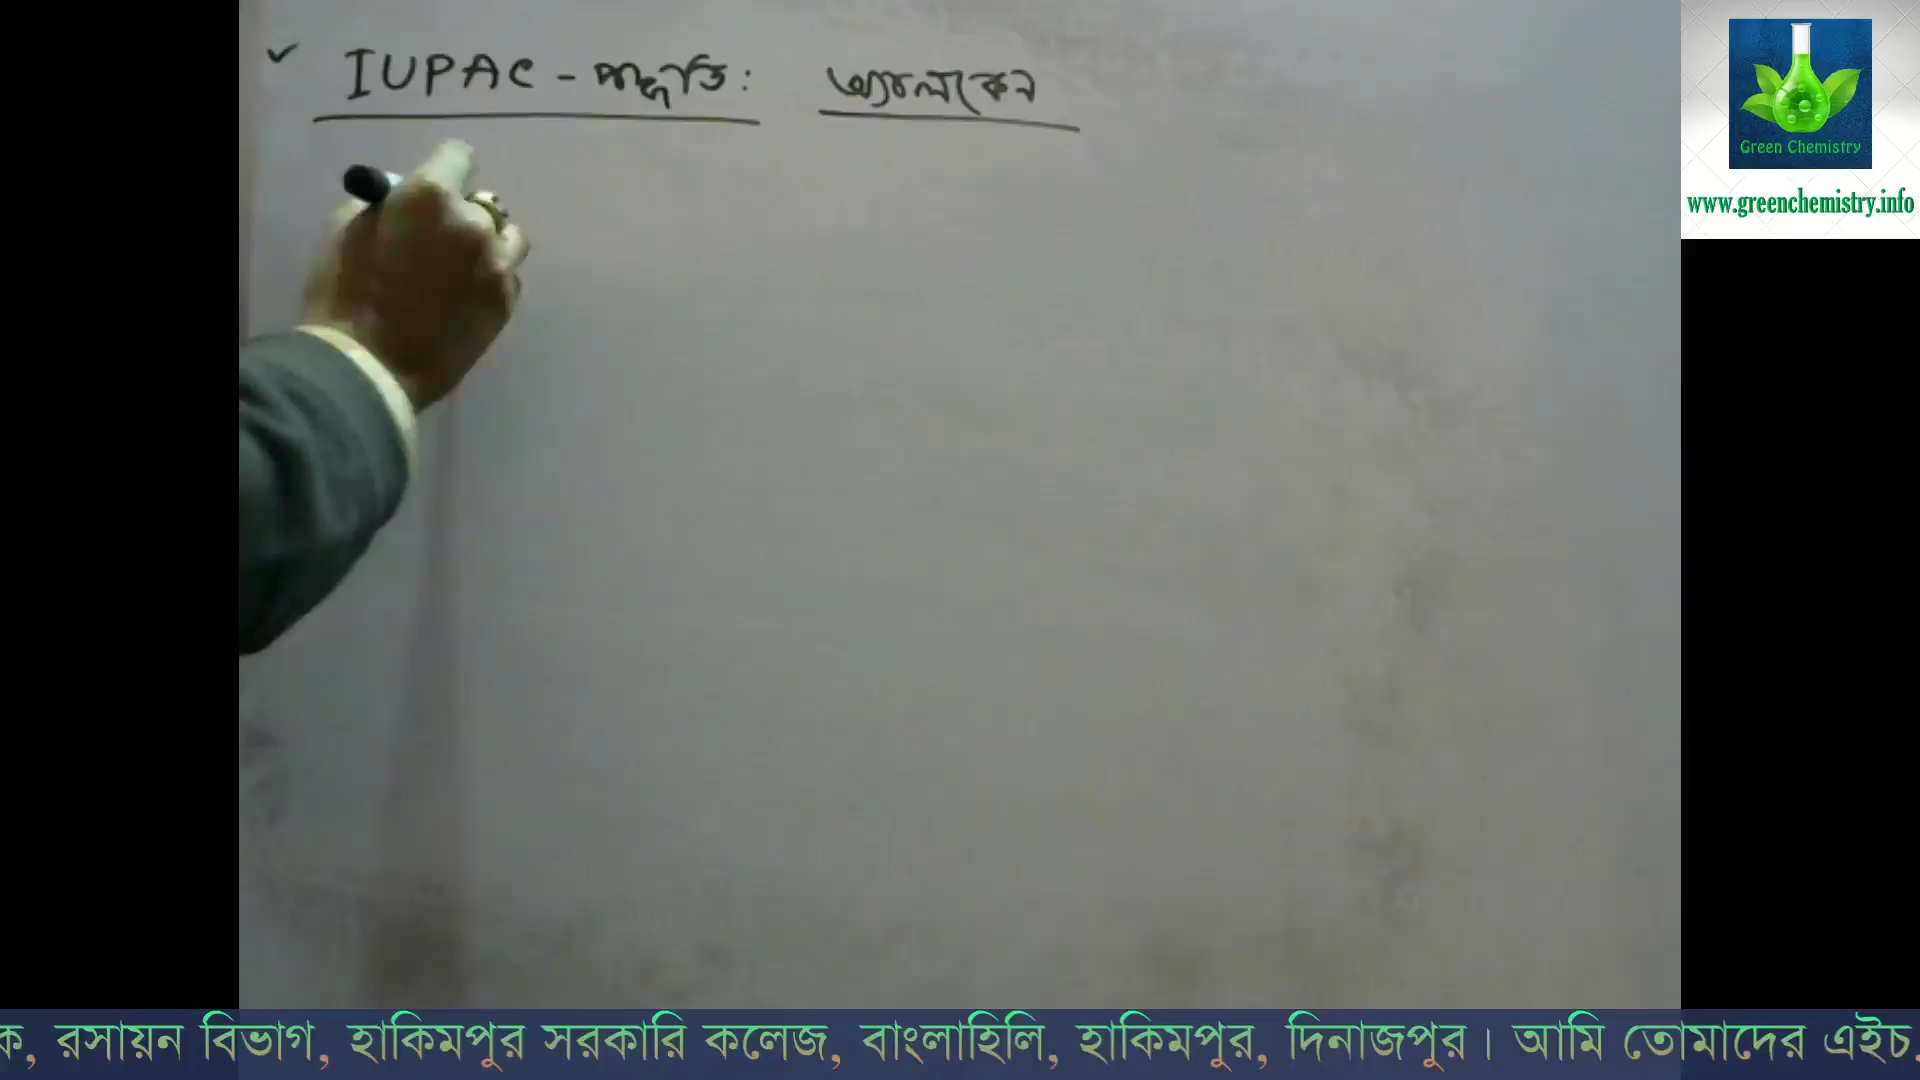 ✓ IUPAC - পদ্ধতি: অ্যালকেন
Green Chemistry
www.greenchemistry.info
ক, রসায়ন বিভাগ, হাকিমপুর সরকারি কলেজ, বাংলাহিলি, হাকিমপুর, দিনাজপুর। আমি তোমাদের এইচ.